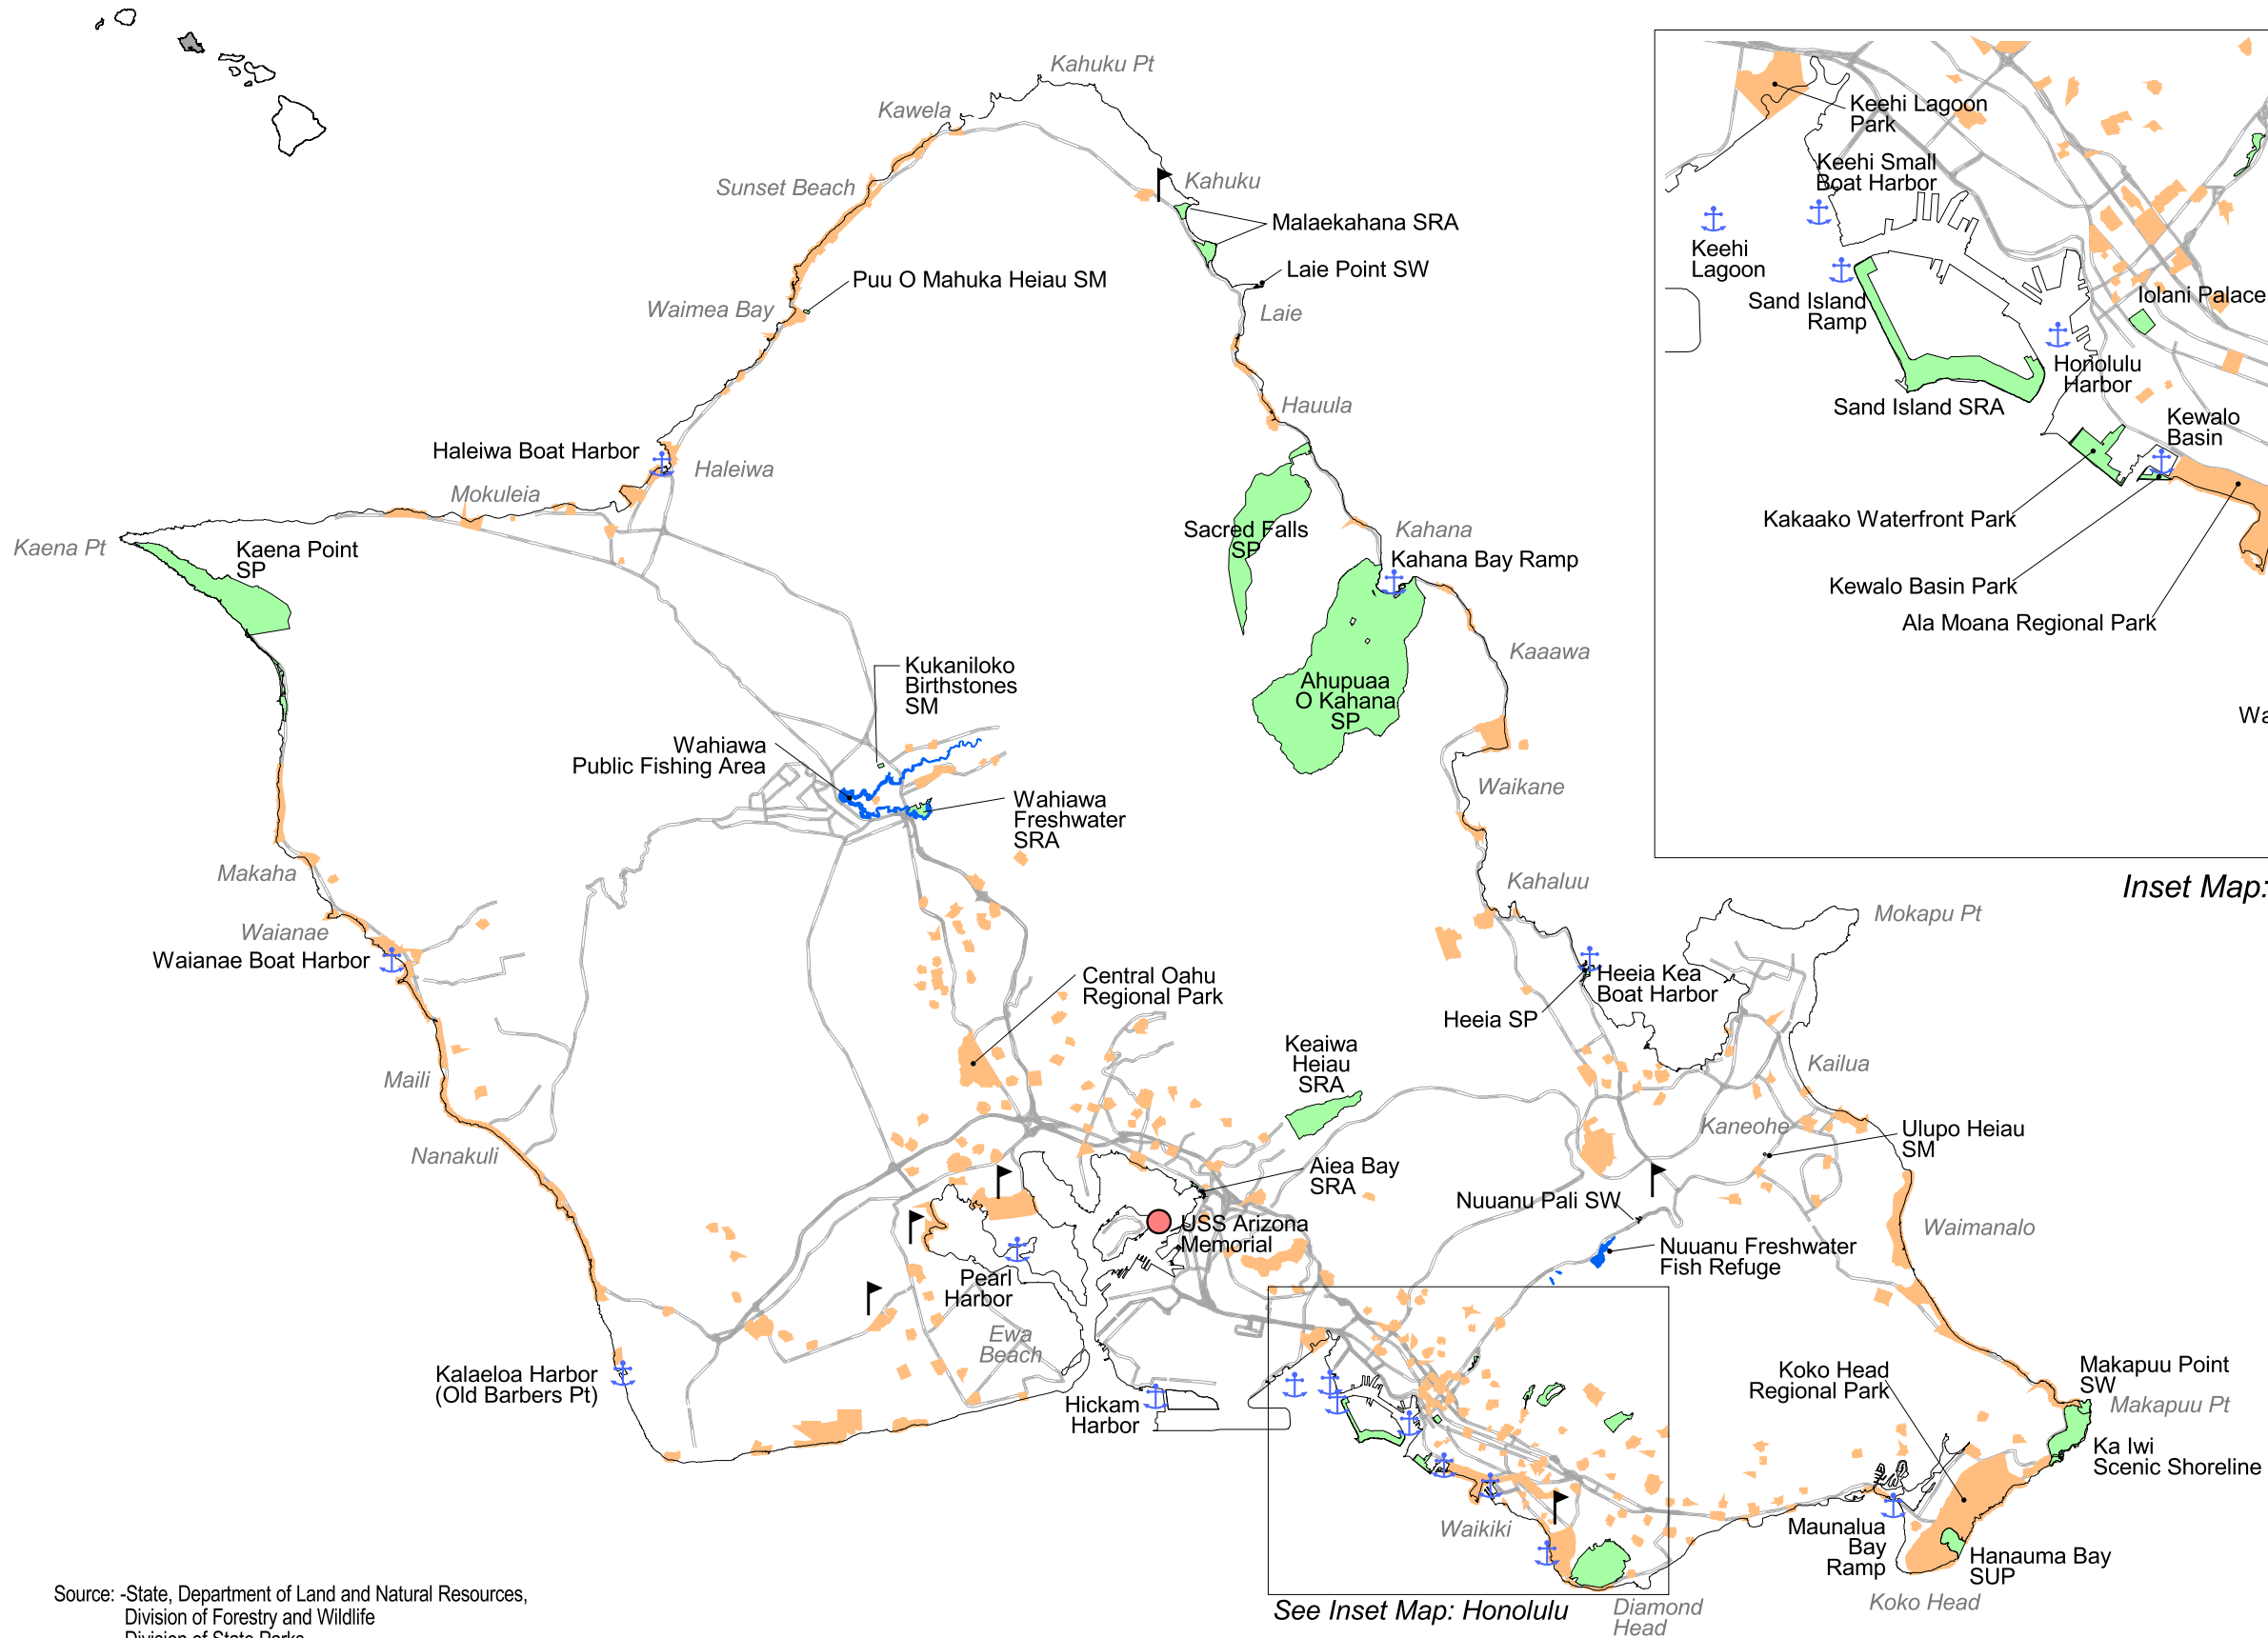 Kahuku Pt
Kawela
Sunset Beach
Kahuku
Malaekahana SRA
Laie Point SW
Puu O Mahuka Heiau SM
Waimea Bay
Laie
Hauula
Haleiwa Boat Harbor
Haleiwa
Mokuleia
Kaena Pt
Kaena Point
SP
Sacred Falls
SP
Kahana
Kahana Bay Ramp
Kaaawa
Ahupuaa
O Kahana
SP
Kukaniloko
Birthstones
SM
Wahiawa
Public Fishing Area
Wahiawa
Freshwater
SRA
Waikane
Makaha
Kahaluu
Waianae
Waianae Boat Harbor
Mokapu Pt
Central Oahu
Regional Park
Heeia Kea
Boat Harbor
Heeia SP
Keaiwa
Heiau
SRA
Maili
Kailua
Nanakuli
Kaneohe
Ulupo Heiau
SM
Aiea Bay
SRA
Nuuanu Pali SW
USS Arizona
Memorial
Waimanalo
Nuuanu Freshwater
Fish Refuge
Pearl
Harbor
Ewa
Beach
Kalaeloa Harbor
(Old Barbers Pt)
Hickam
Harbor
Koko Head
Regional Park
Makapuu Point
SW
Makapuu Pt
Ka Iwi
Scenic Shoreline
Waikiki
Maunalua
Bay
Ramp
Hanauma Bay
SUP
Koko Head
Diamond
Head
See Inset Map: Honolulu
Keehi Lagoon
Park
Keehi Small
Boat Harbor
Keehi
Lagoon
Sand Island
Ramp
Iolani Palace
Honolulu
Harbor
Sand Island SRA
Kewalo
Basin
Kakaako Waterfront Park
Kewalo Basin Park
Ala Moana Regional Park
Wa
Inset Map:
Source: -State, Department of Land and Natural Resources,
Division of Forestry and Wildlife
Division of State Parks